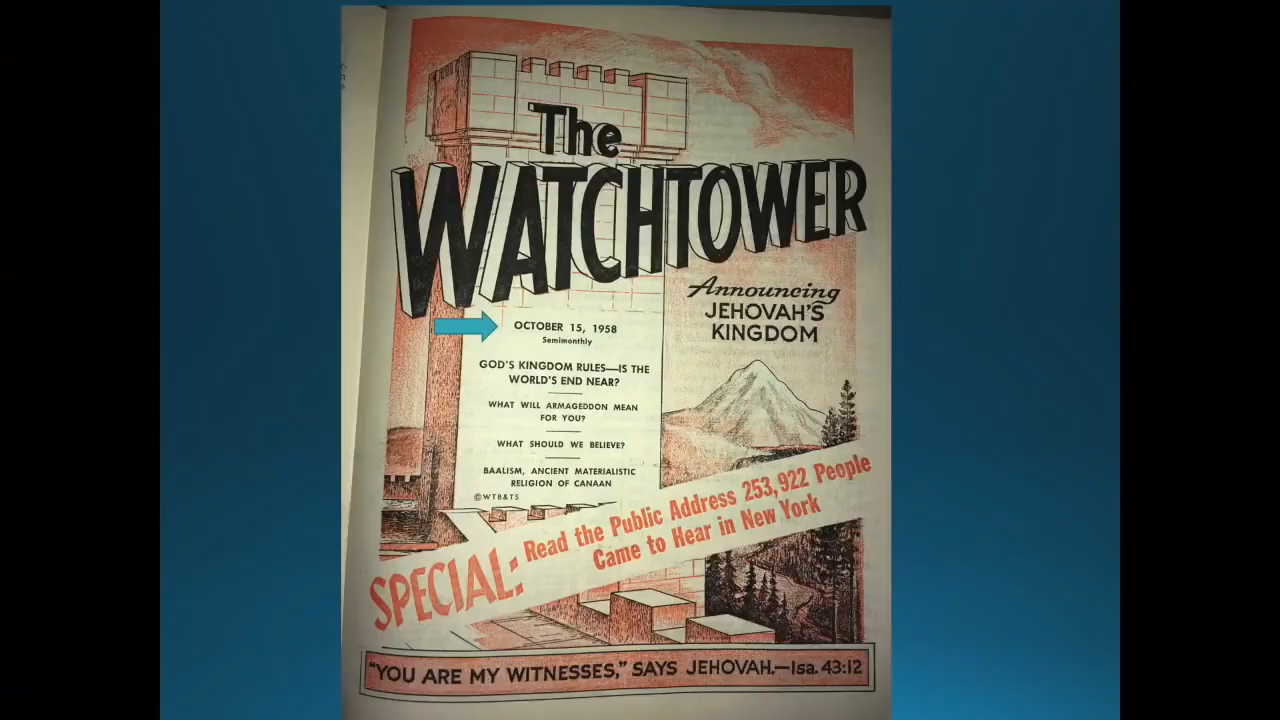 The
WATCHTOWER
Announcing
JEHOVAH'S
KINGDOM
OCTOBER 15, 1958
Semimonthly
GOD'S KINGDOM RULES—IS THE
WORLD'S END NEAR?
WHAT WILL ARMAGEDDON MEAN
FOR YOU?
WHAT SHOULD WE BELIEVE?
BAALISM, ANCIENT MATERIALISTIC
RELIGION OF CANAAN
©WTB&TS
SPECIAL: Read the Public Address 253,922 People
Came to Hear in New York
"YOU ARE MY WITNESSES," SAYS JEHOVAH.—Isa. 43:12